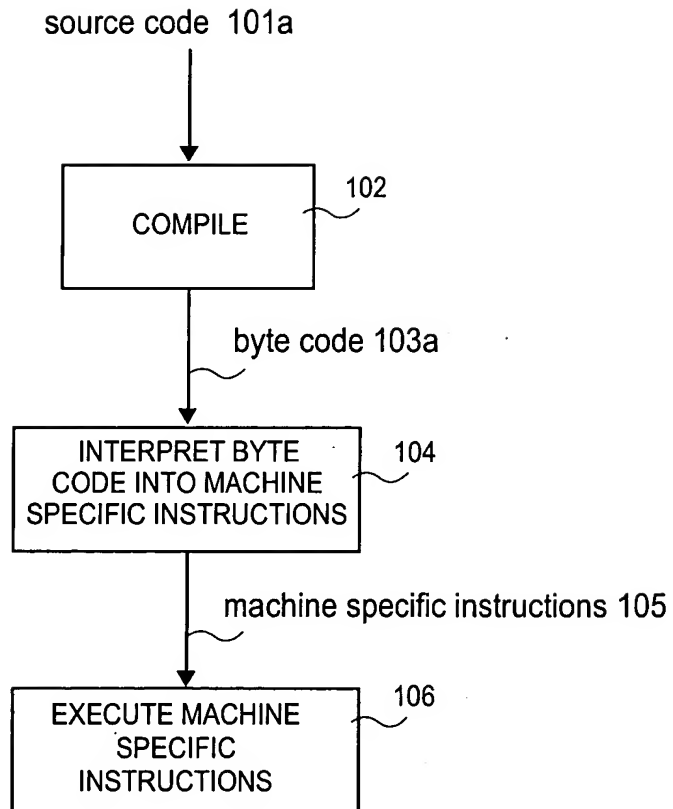 source code 101a
102
COMPILE
byte code 103a
INTERPRET BYTE
CODE INTO MACHINE
SPECIFIC INSTRUCTIONS
104
machine specific instructions 105
106
EXECUTE MACHINE
SPECIFIC
INSTRUCTIONS